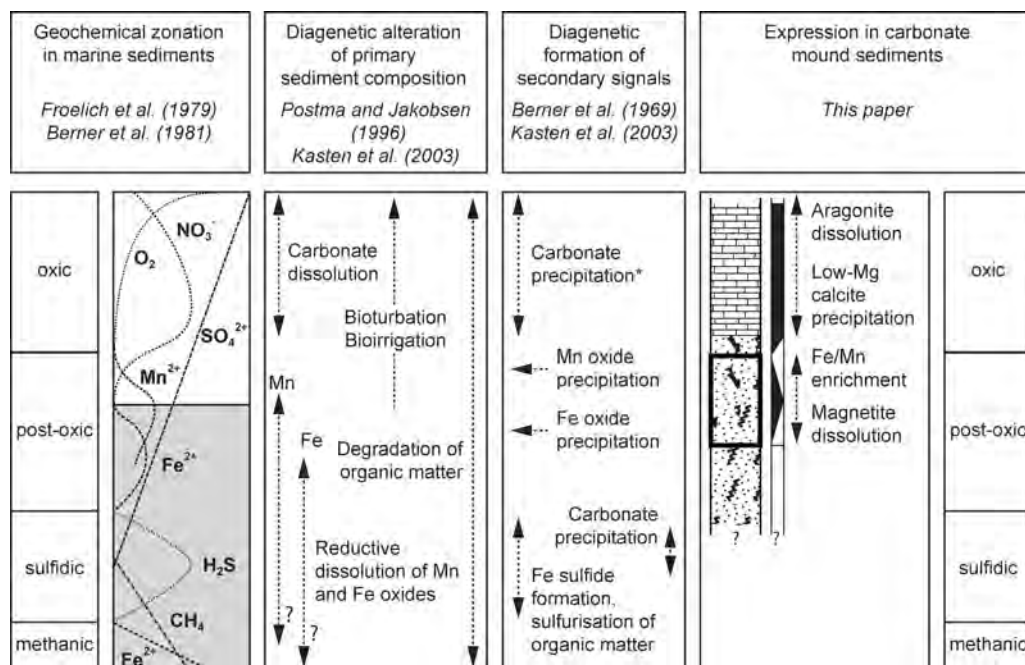 Geochemical zonation
in marine sediments
Froelich et al. (1979)
Berner et al. (1981)
Diagenetic alteration
of primary
sediment composition
Postma and Jakobsen
(1996)
Kasten et al. (2003)
Diagenetic
formation of
secondary signals
Berner et al. (1969)
Kasten et al. (2003)
Expression in carbonate
mound sediments
This paper
oxic
post-oxic
sulfidic
methanic
NO3-
O2
SO4 2+
Mn2+
Fe2+
H2S
CH4
Fe2+
Carbonate
dissolution
Bioturbation
Bioirrigation
Mn
Fe
Degradation of
organic matter
Reductive
dissolution of Mn
and Fe oxides
?
?
Carbonate
precipitation*
Mn oxide
precipitation
Fe oxide
precipitation
Carbonate
precipitation
Fe sulfide
formation,
sulfurisation of
organic matter
Aragonite
dissolution
Low-Mg
calcite
precipitation
Fe/Mn
enrichment
Magnetite
dissolution
? ?
oxic
post-oxic
sulfidic
methanic